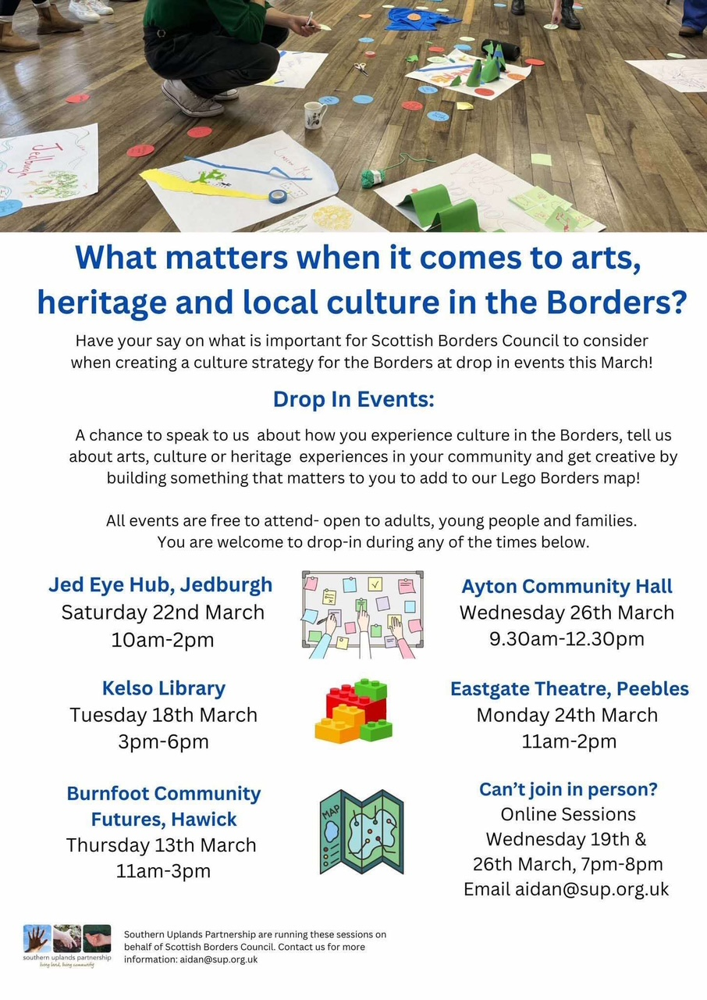 Jedburgh
What matters when it comes to arts,
heritage and local culture in the Borders?
Have your say on what is important for Scottish Borders Council to consider
when creating a culture strategy for the Borders at drop in events this March!
Drop In Events:
A chance to speak to us  about how you experience culture in the Borders, tell us
about arts, culture or heritage  experiences in your community and get creative by
building something that matters to you to add to our Lego Borders map!
All events are free to attend- open to adults, young people and families.
You are welcome to drop-in during any of the times below.
Jed Eye Hub, Jedburgh
Saturday 22nd March
10am-2pm
Ayton Community Hall
Wednesday 26th March
9.30am-12.30pm
Kelso Library
Tuesday 18th March
3pm-6pm
Eastgate Theatre, Peebles
Monday 24th March
11am-2pm
Burnfoot Community
Futures, Hawick
Thursday 13th March
11am-3pm
MAP
Can't join in person?
Online Sessions
Wednesday 19th &
26th March, 7pm-8pm
Email aidan@sup.org.uk
southern uplands partnership
living land, living community
Southern Uplands Partnership are running these sessions on
behalf of Scottish Borders Council. Contact us for more
information: aidan@sup.org.uk